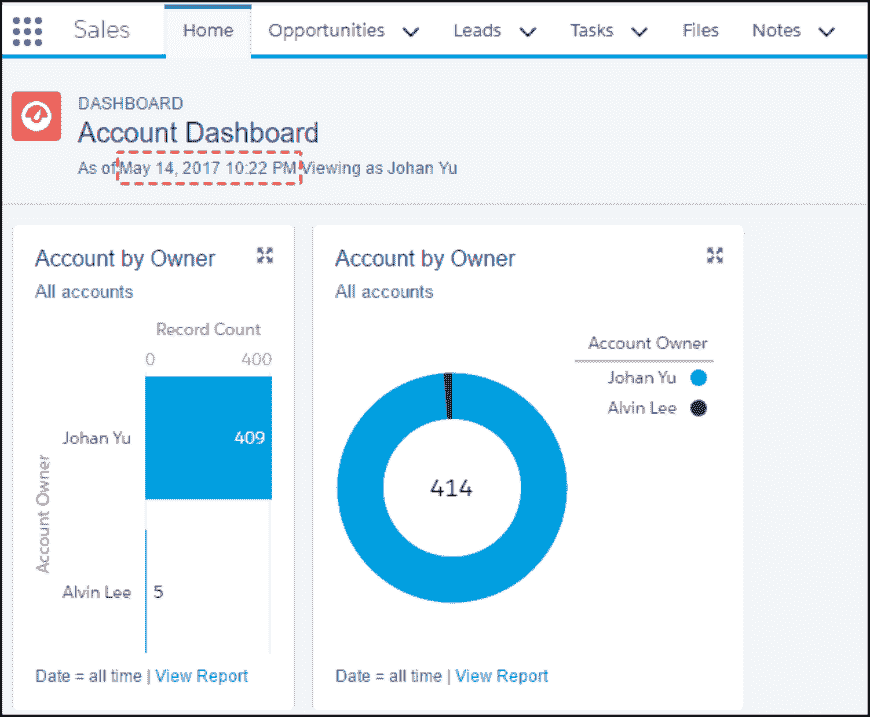 Sales Home Opportunities Leads Tasks Files Notes
DASHBOARD
Account Dashboard
As of May 14, 2017 10:22 PM Viewing as Johan Yu
Account by Owner
All accounts
Record Count
0 400
Account Owner
Johan Yu 409
Alvin Lee 5
Date = all time | View Report
Account by Owner
All accounts
414
Account Owner
Johan Yu
Alvin Lee
Date = all time | View Report